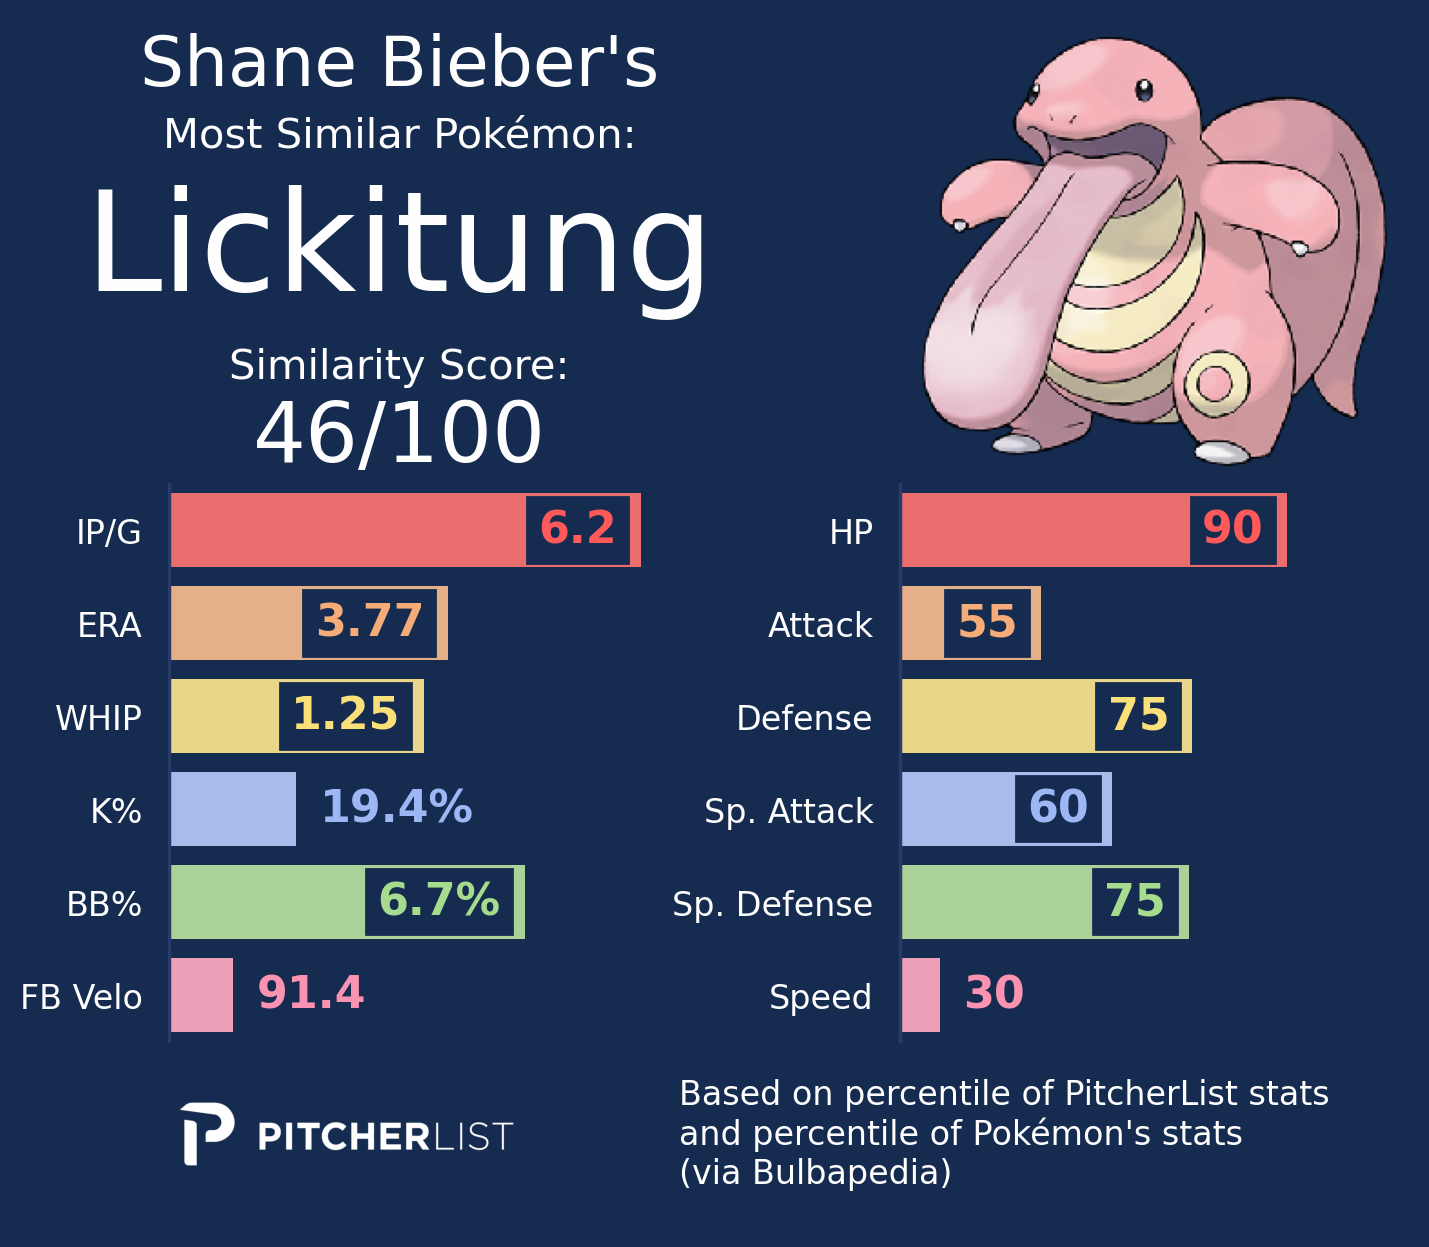 Shane Bieber's
Most Similar Pokémon:
Lickitung
Similarity Score:
46/100
IP/G 6.2
ERA 3.77
WHIP 1.25
K% 19.4%
BB% 6.7%
FB Velo 91.4
HP 90
Attack 55
Defense 75
Sp. Attack 60
Sp. Defense 75
Speed 30
PITCHERLIST
Based on percentile of PitcherList stats
and percentile of Pokémon's stats
(via Bulbapedia)